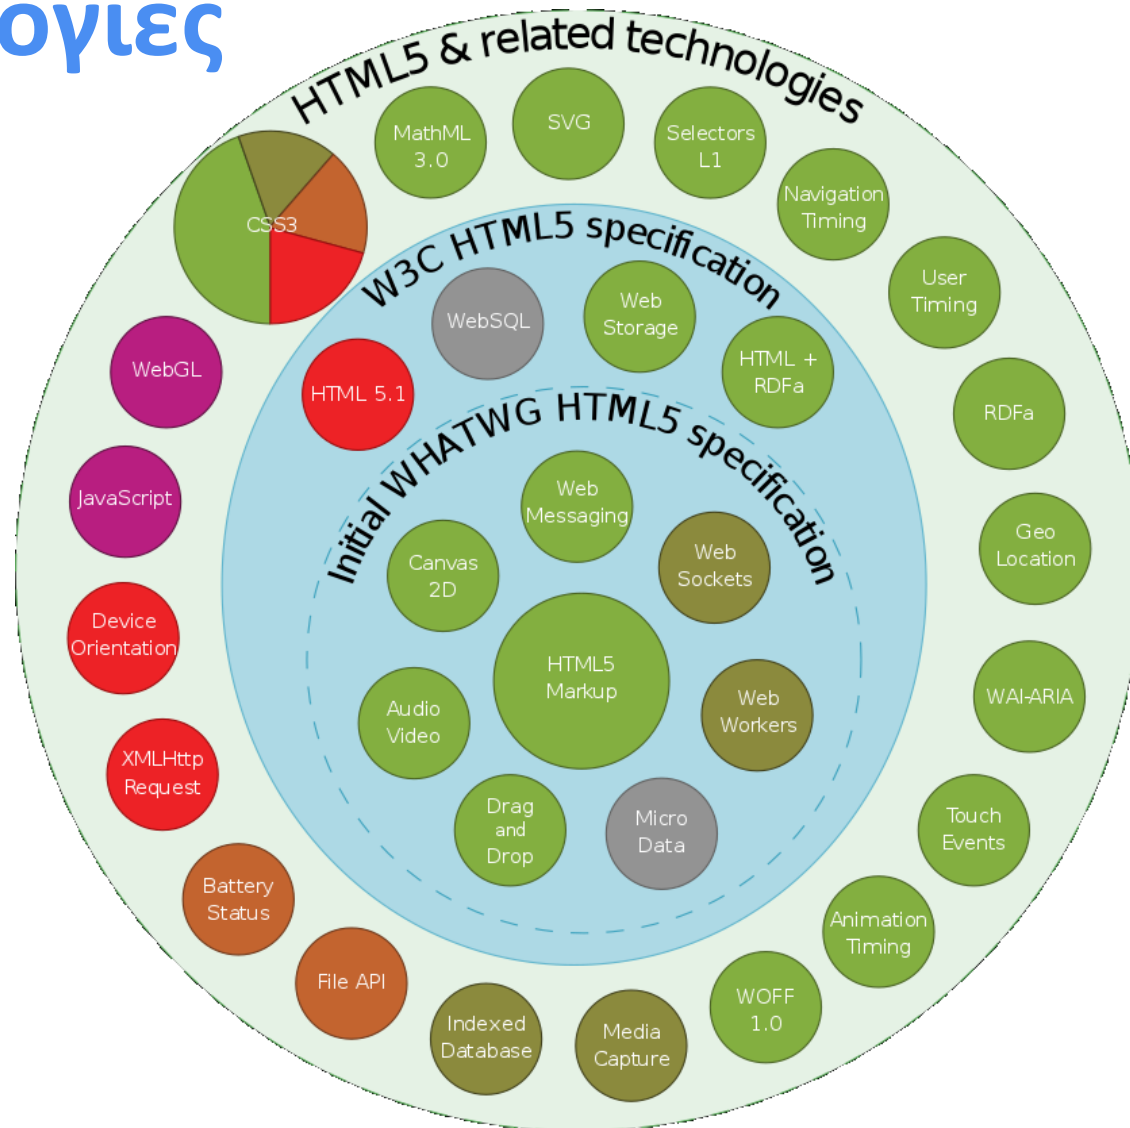 ογιες
HTML5 & related technologies
MathML
3.0
SVG
Selectors
L1
Navigation
Timing
User
Timing
RDFa
Geo
Location
WAI-ARIA
Touch
Events
Animation
Timing
WOFF
1.0
Media
Capture
Indexed
Database
File API
Battery
Status
XMLHttp
Request
Device
Orientation
JavaScript
WebGL
CSS3
W3C HTML5 specification
HTML 5.1
WebSQL
Web
Storage
HTML +
RDFa
Initial WHATWG HTML5 specification
Web
Messaging
Web
Sockets
Web
Workers
Micro
Data
Drag
and
Drop
Audio
Video
Canvas
2D
HTML5
Markup